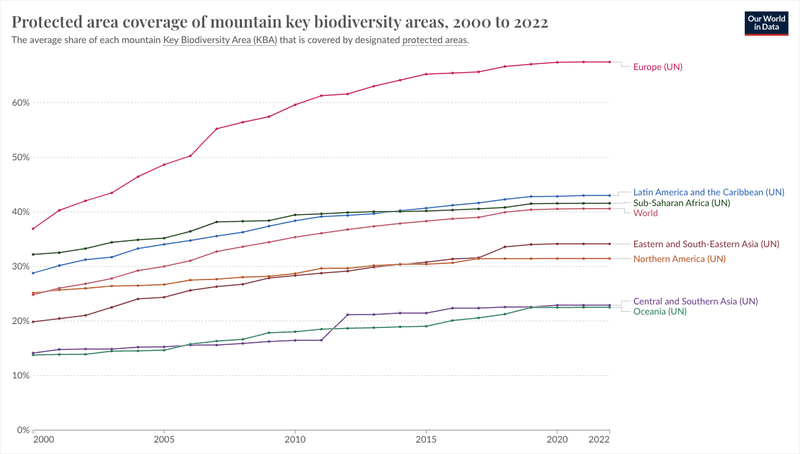 Protected area coverage of mountain key biodiversity areas, 2000 to 2022
The average share of each mountain Key Biodiversity Area (KBA) that is covered by designated protected areas.
Our World
in Data
60%
50%
40%
30%
20%
10%
0%
2000
2005
2010
2015
2020
2022
Europe (UN)
Latin America and the Caribbean (UN)
Sub-Saharan Africa (UN)
World
Eastern and South-Eastern Asia (UN)
Northern America (UN)
Central and Southern Asia (UN)
Oceania (UN)